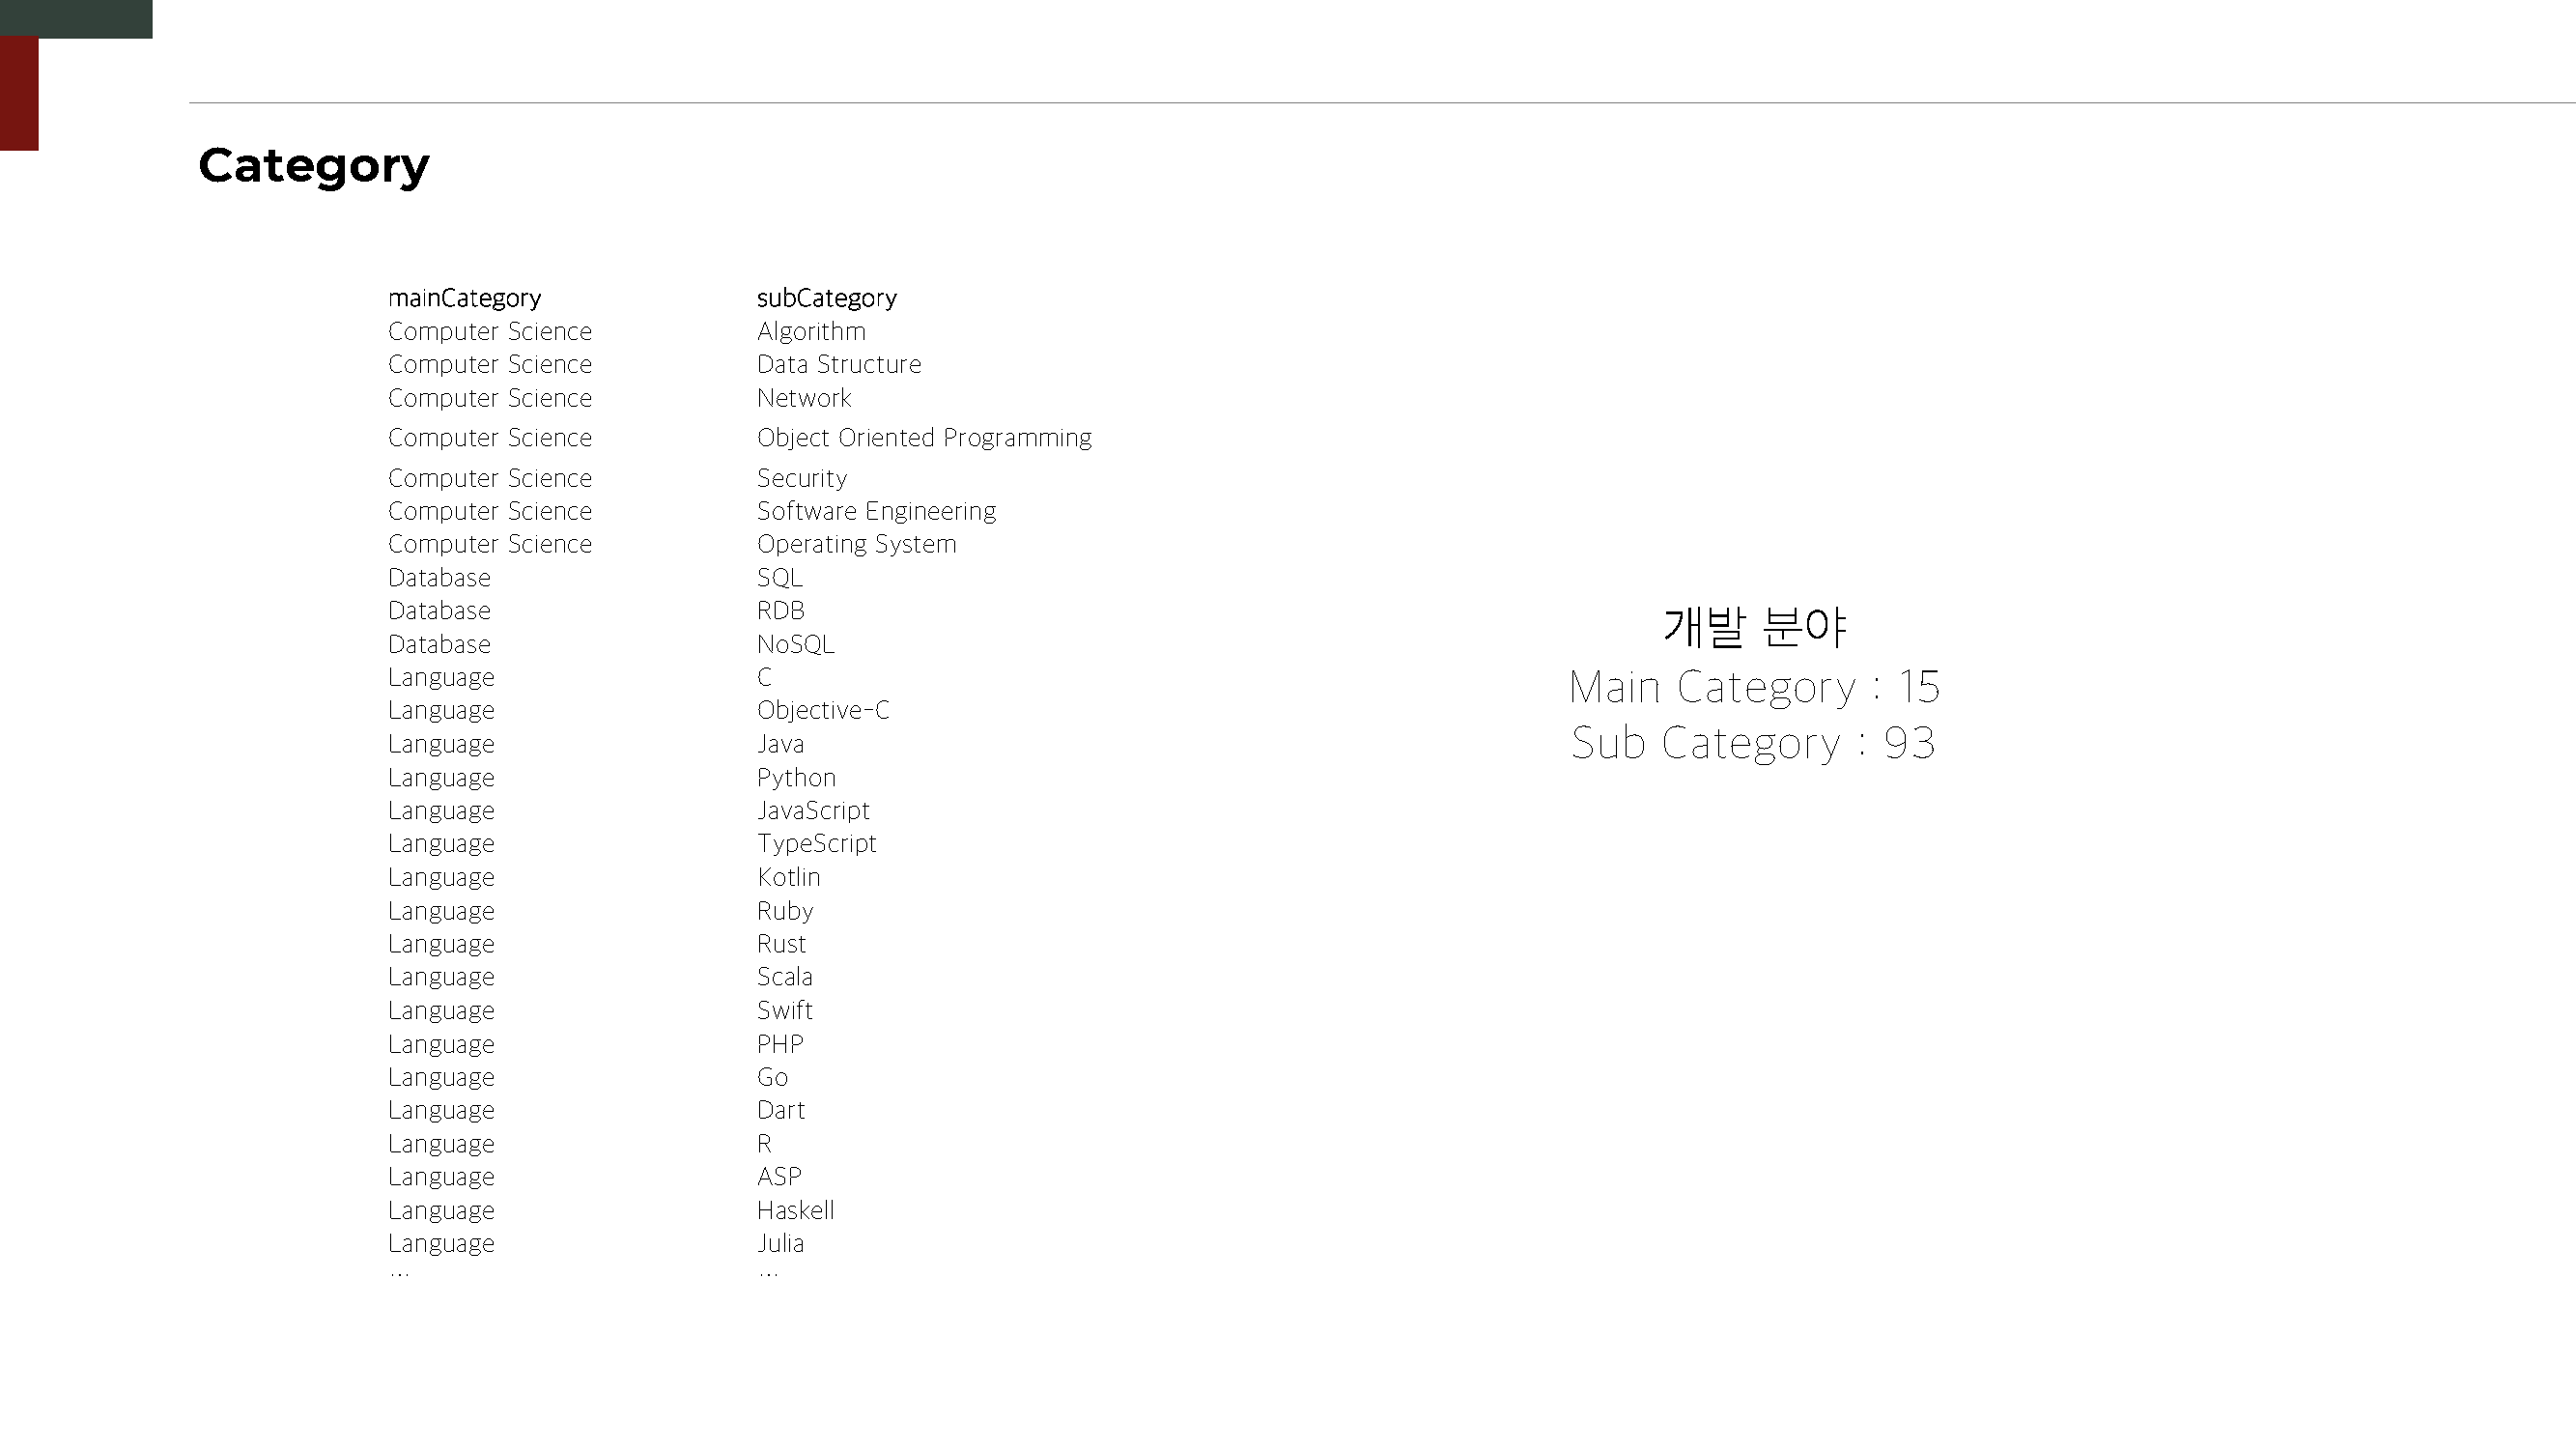 Category
mainCategory subCategory
Computer Science Algorithm
Computer Science Data Structure
Computer Science Network
Computer Science Object Oriented Programming
Computer Science Security
Computer Science Software Engineering
Computer Science Operating System
Database SQL
Database RDB
Database NoSQL
Language C
Language Objective-C
Language Java
Language Python
Language JavaScript
Language TypeScript
Language Kotlin
Language Ruby
Language Rust
Language Scala
Language Swift
Language PHP
Language Go
Language Dart
Language R
Language ASP
Language Haskell
Language Julia
... ...
개발 분야
Main Category : 15
Sub Category : 93